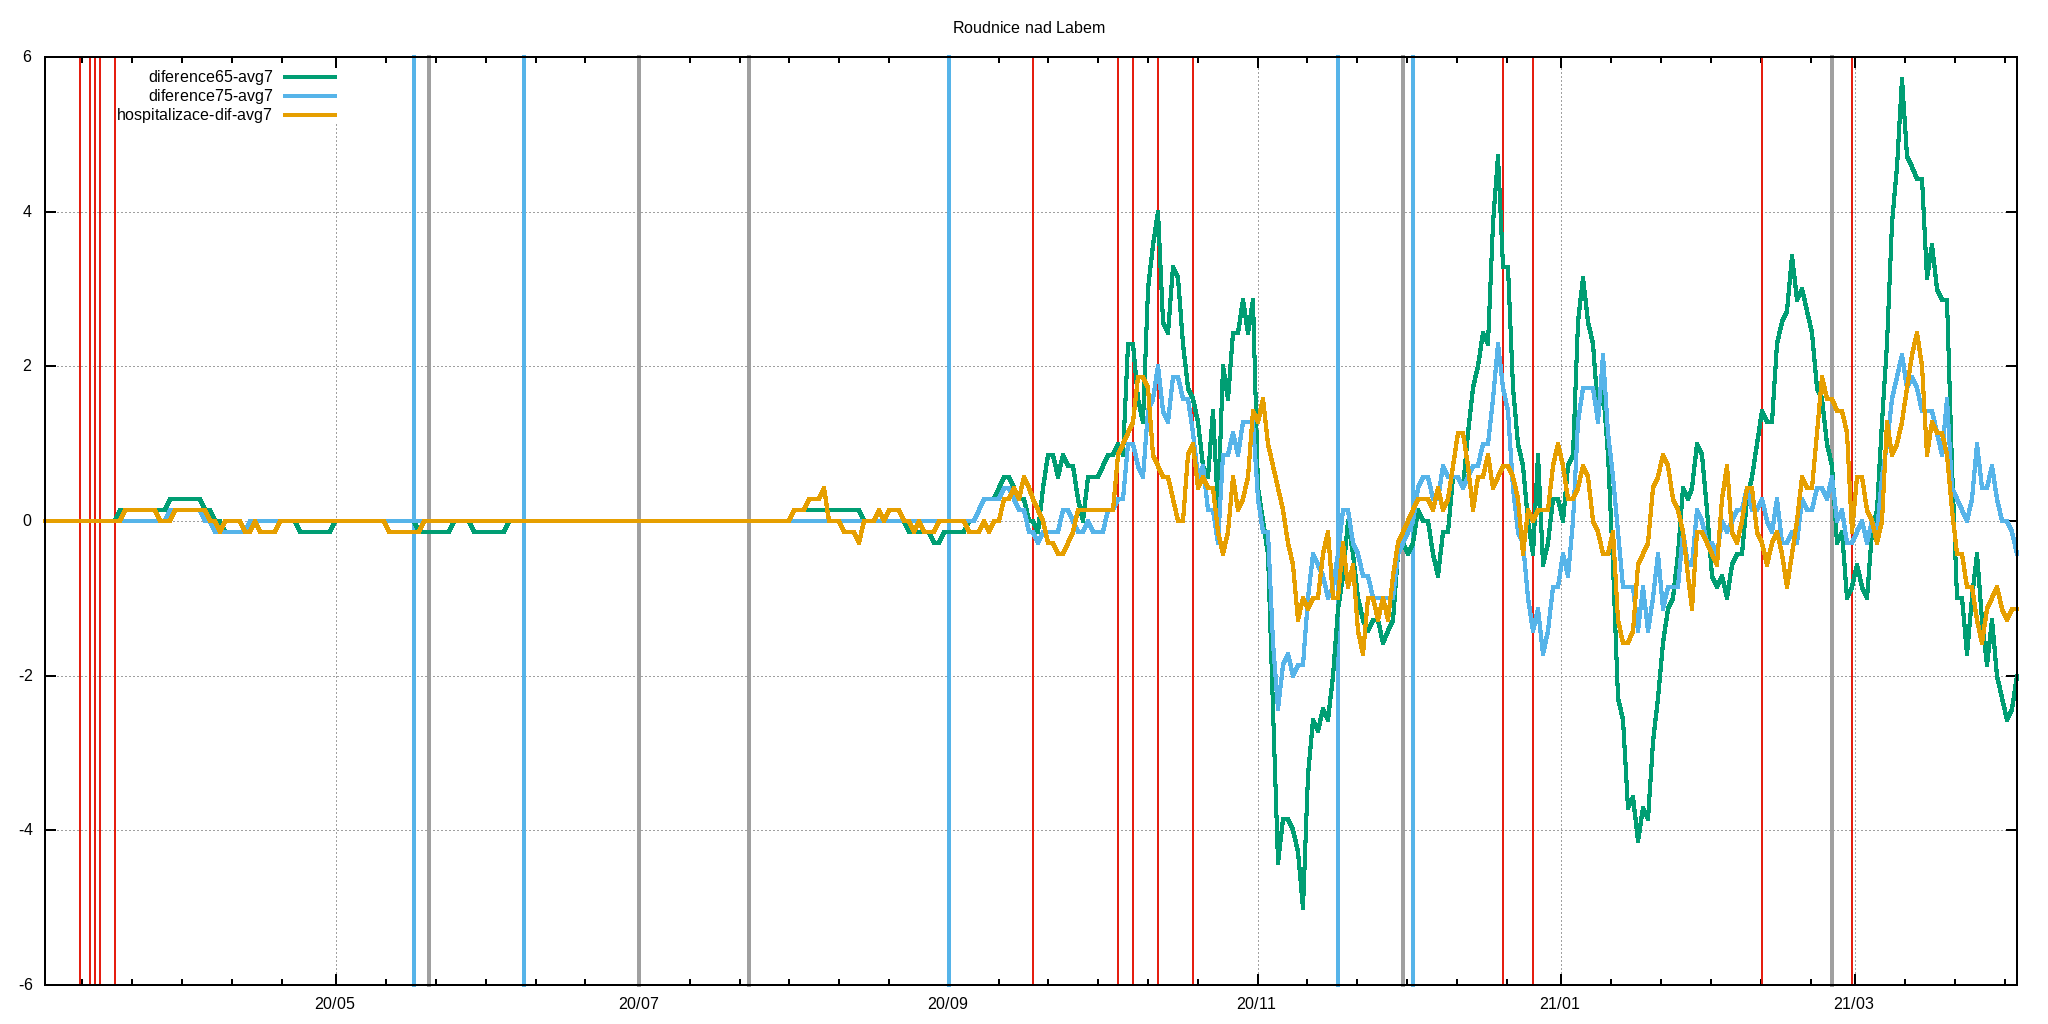 Roudnice nad Labem
6
diference65-avg7
diference75-avg7
hospitalizace-dif-avg7
4
2
0
-2
-4
-6
20/05 20/07 20/09 20/11 21/01 21/03